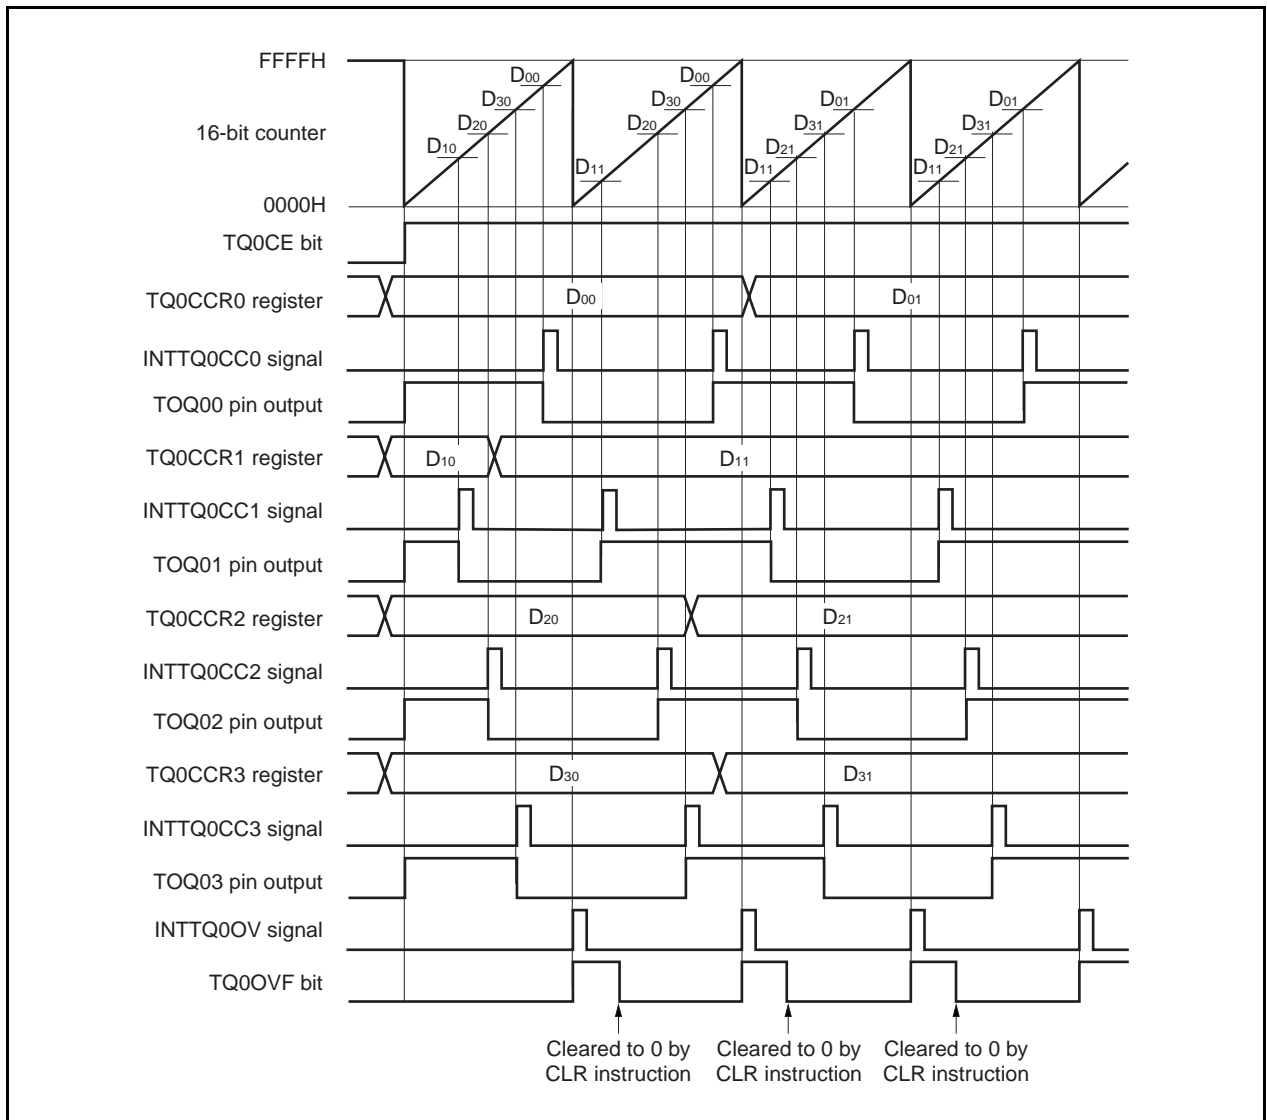 FFFFH
D00
D00
D30
D30
D01
D01
D20
D20
D31
D31
16-bit counter
D10
D21
D21
D11
D11
D11
0000H
TQ0CE bit
TQ0CCR0 register
D00
D01
INTTQ0CC0 signal
TOQ00 pin output
TQ0CCR1 register
D10
D11
INTTQ0CC1 signal
TOQ01 pin output
TQ0CCR2 register
D20
D21
INTTQ0CC2 signal
TOQ02 pin output
TQ0CCR3 register
D30
D31
INTTQ0CC3 signal
TOQ03 pin output
INTTQ0OV signal
TQ0OVF bit
Cleared to 0 by
CLR instruction
Cleared to 0 by
CLR instruction
Cleared to 0 by
CLR instruction